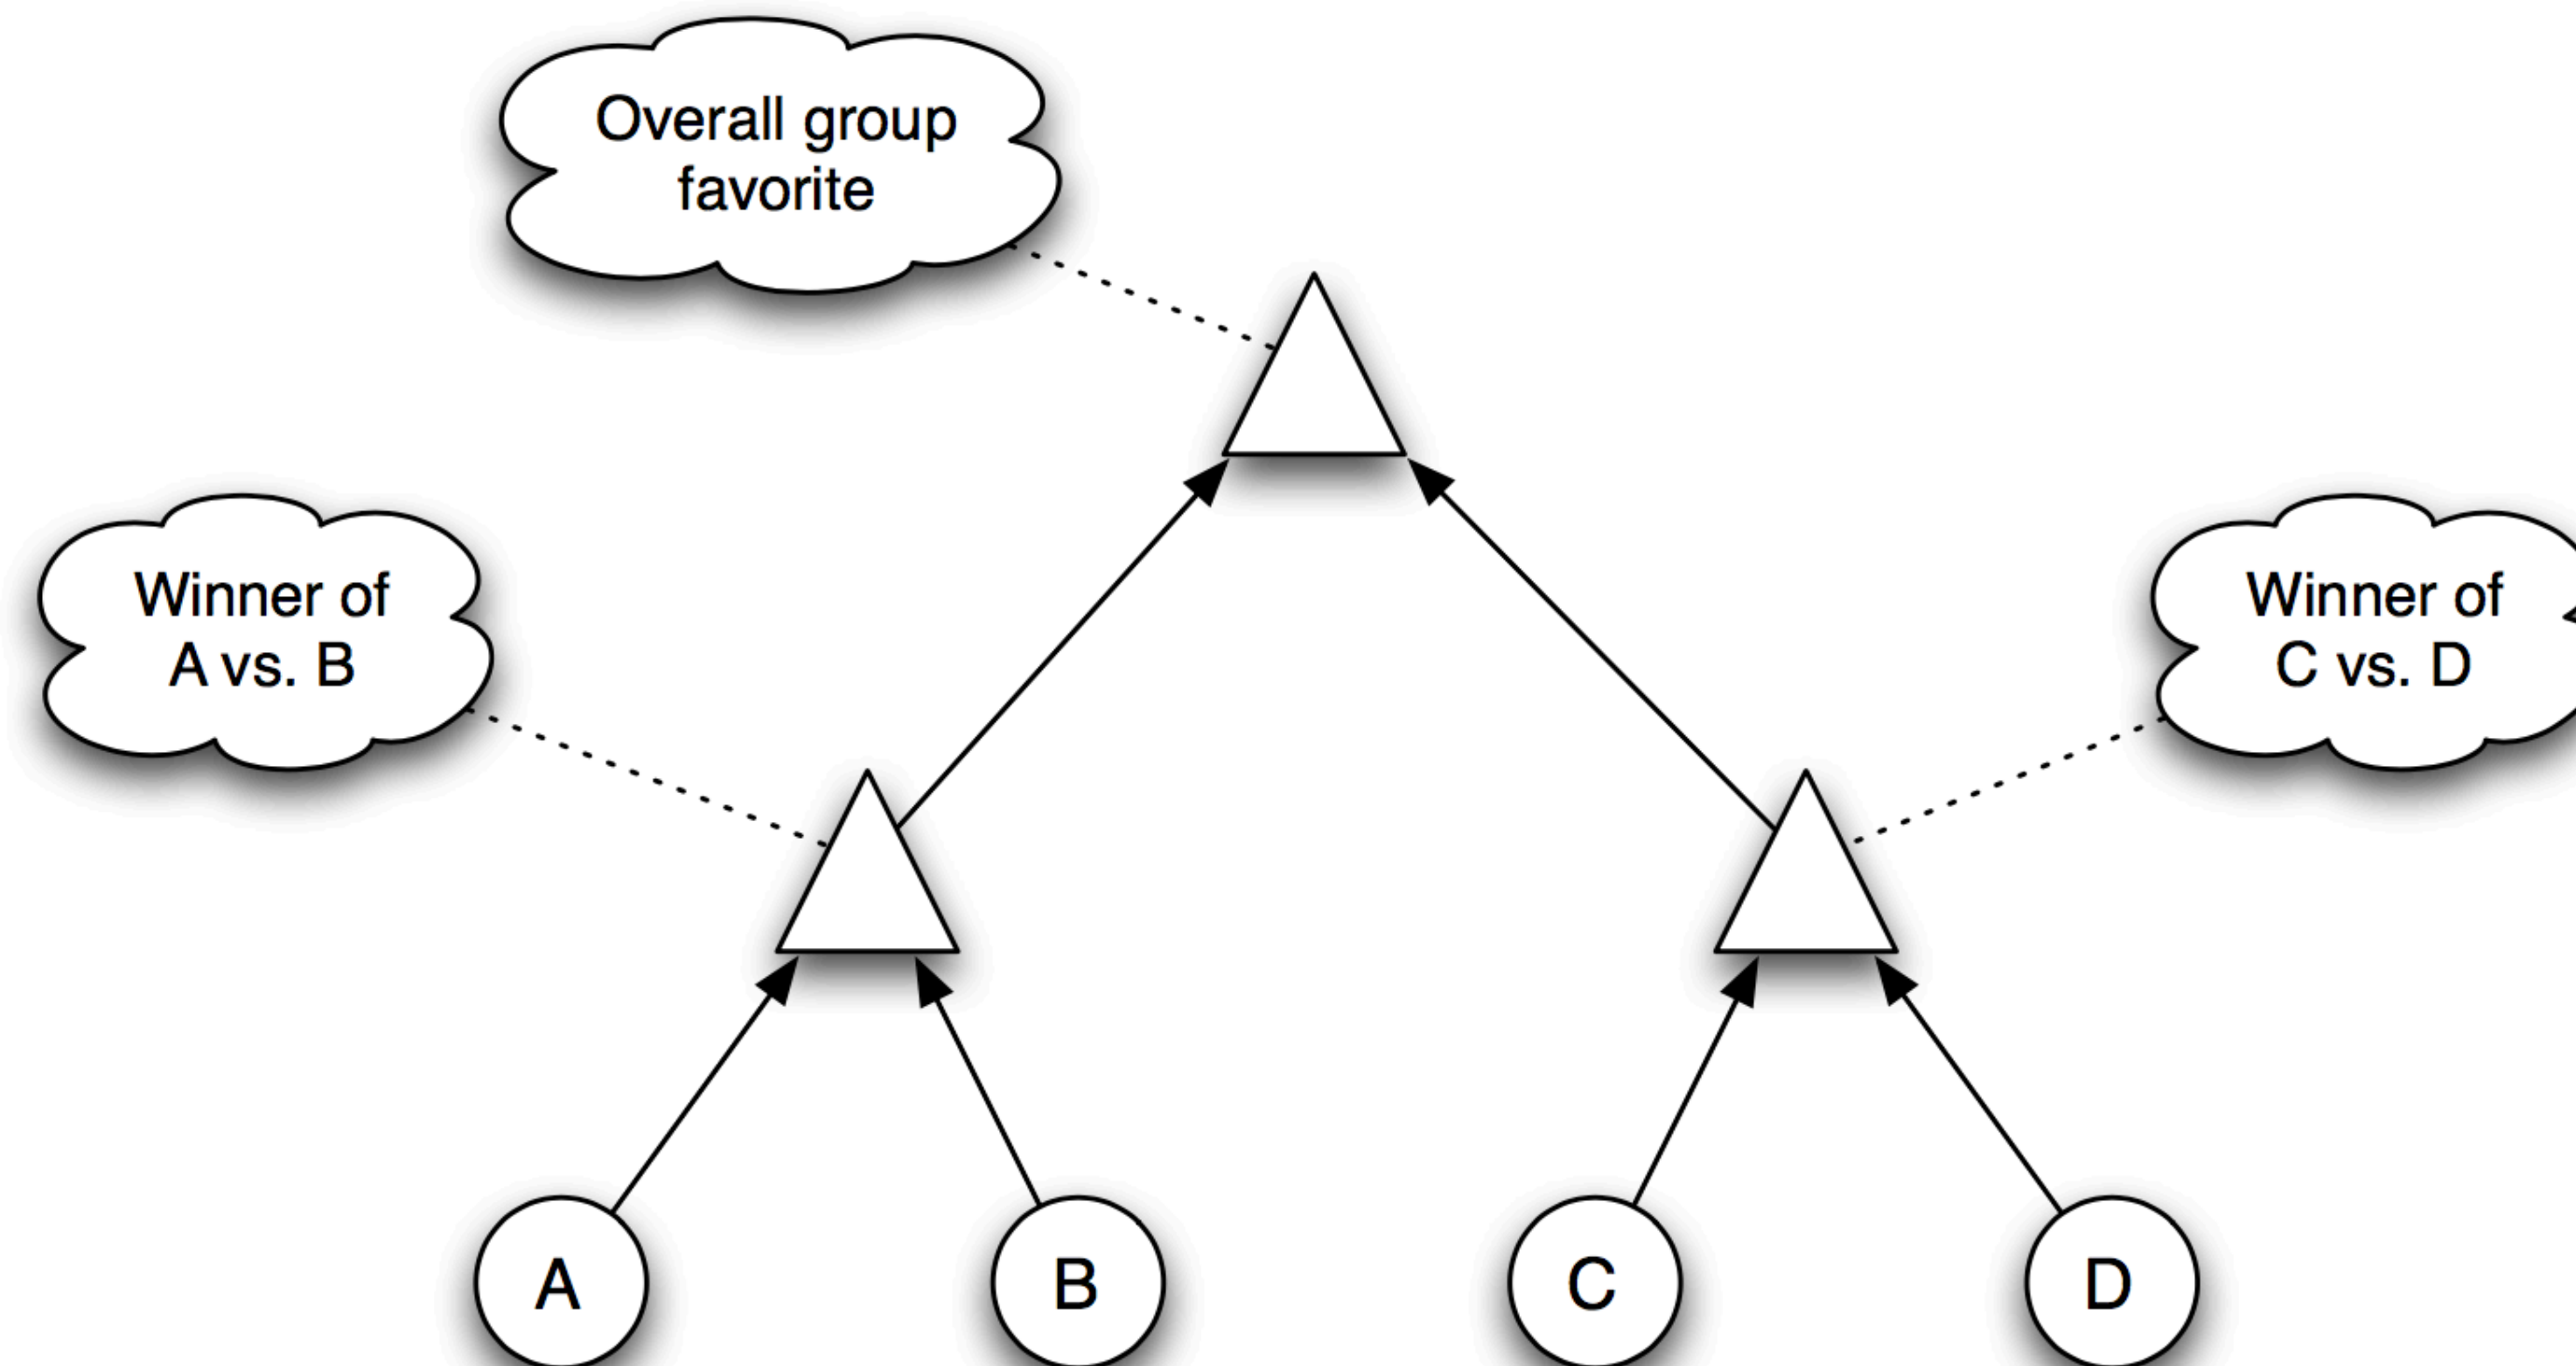 Overall group
favorite
Winner of
A vs. B
Winner of
C vs. D
A
B
C
D